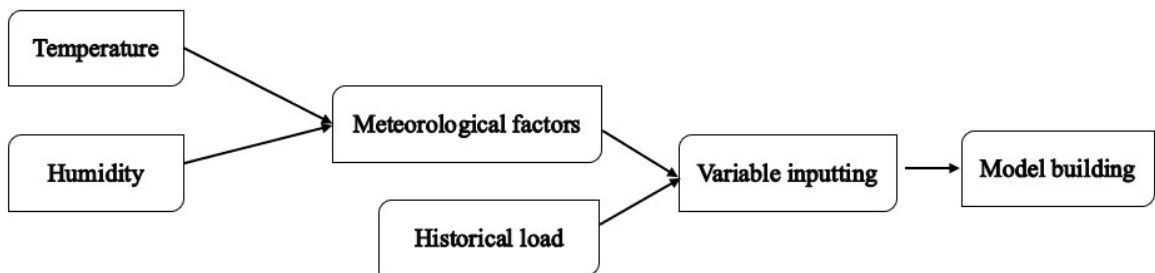 Temperature
Humidity
Meteorological factors
Historical load
Variable inputting
Model building